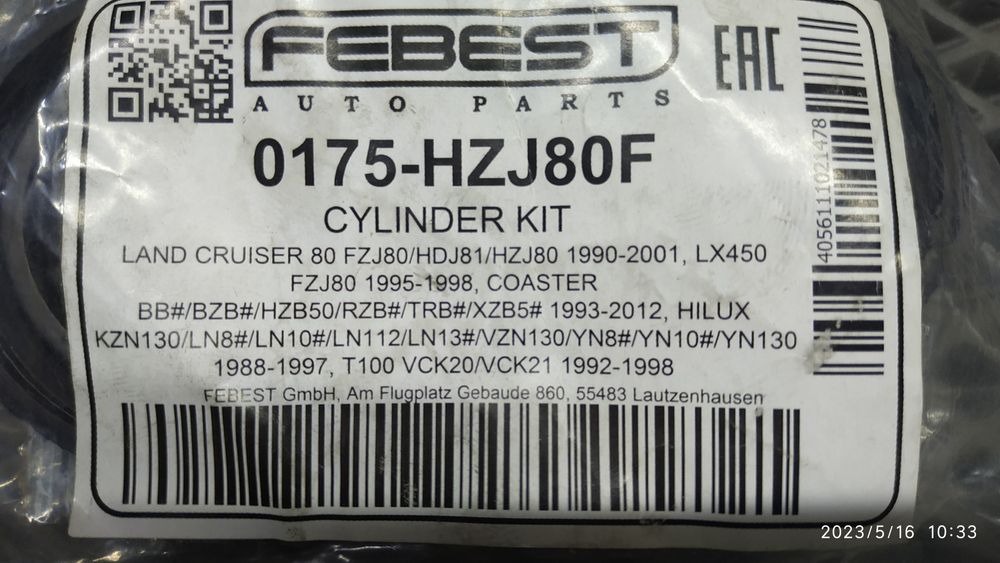 FEBEST
AUTO PARTS
EAC
0175-HZJ80F
CYLINDER KIT
LAND CRUISER 80 FZJ80/HDJ81/HZJ80 1990-2001, LX450
FZJ80 1995-1998, COASTER
BB#/BZB#/HZB50/RZB#/TRB#/XZB5# 1993-2012, HILUX
KZN130/LN8#/LN10#/LN112/LN13#/VZN130/YN8#/YN10#/YN130
1988-1997, T100 VCK20/VCK21 1992-1998
FEBEST GmbH, Am Flugplatz Gebaude 860, 55483 Lautzenhausen
4056111021478
2023/5/16 10:33